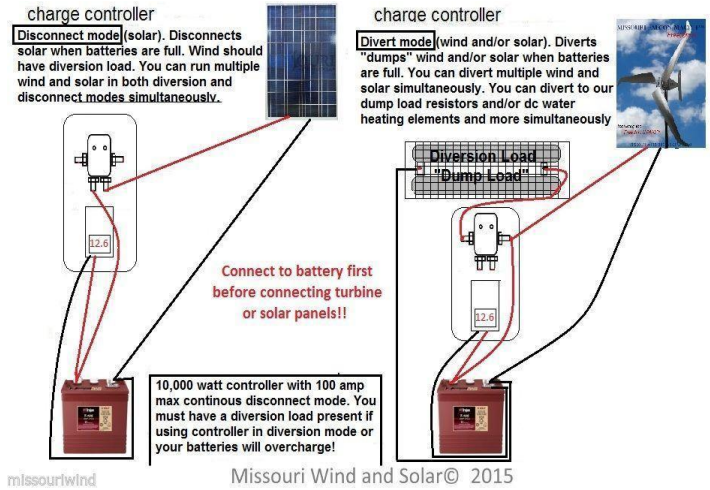 charge controller
Disconnect mode (solar). Disconnects
solar when batteries are full. Wind should
have diversion load. You can run multiple
wind and solar in both diversion and
disconnect modes simultaneously.
12.6
charge controller
Divert mode (wind and/or solar). Diverts
"dumps" wind and/or solar when batteries
are full. You can divert multiple wind and
solar simultaneously. You can divert to our
dump load resistors and/or dc water
heating elements and more simultaneously
Diversion Load
"Dump Load"
12.6
Connect to battery first
before connecting turbine
or solar panels!!
10,000 watt controller with 100 amp
max continous disconnect mode. You
must have a diversion load present if
using controller in diversion mode or
your batteries will overcharge!
missouriwind
Missouri Wind and Solar© 2015